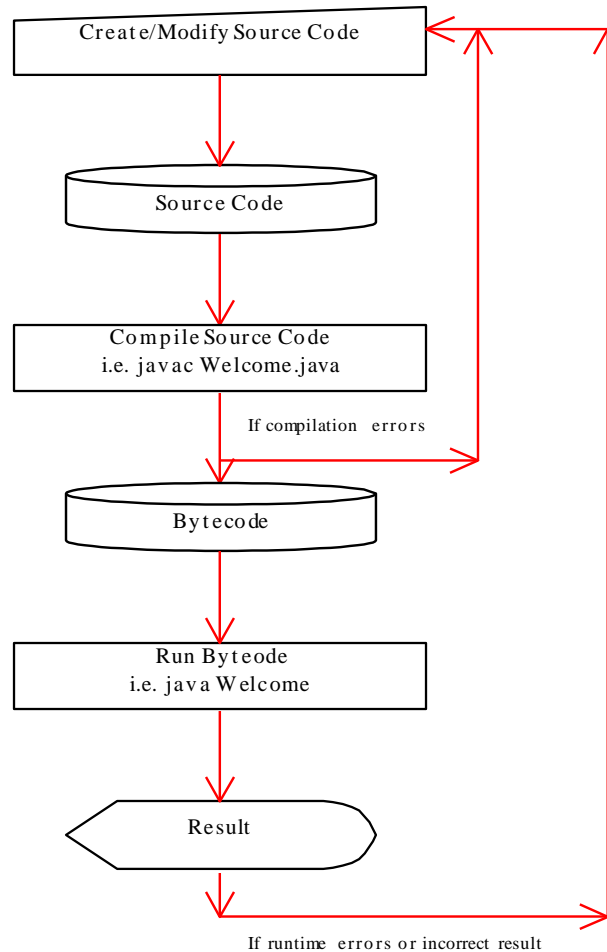 Create/Modify Source Code
Source Code
Compile Source Code
i.e. javac Welcome.java
If compilation errors
Bytecode
Run Byteode
i.e. java Welcome
Result
If runtime errors or incorrect result